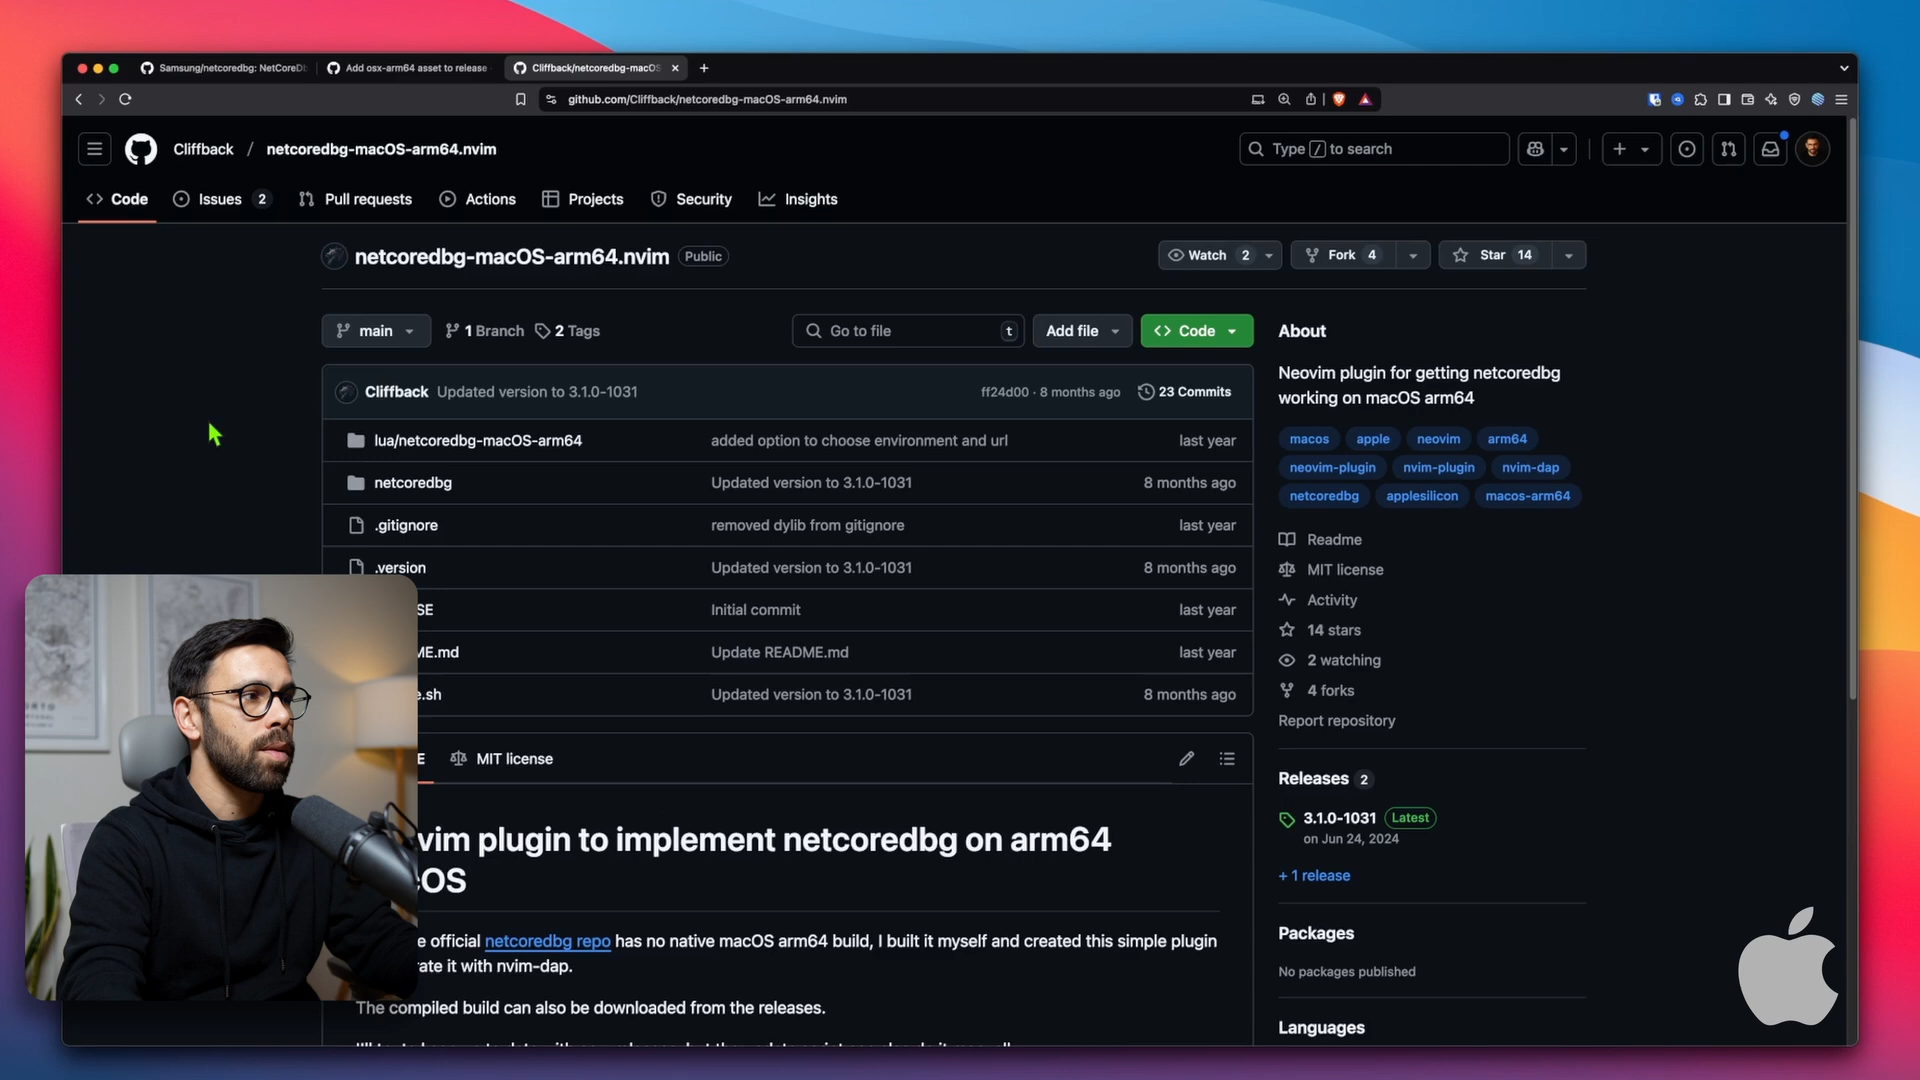 Samsung/netcoredbg: NetCoreDb
Add osx-arm64 asset to release
Cliffback/netcoredbg-macOS
github.com/Cliffback/netcoredbg-macOS-arm64.nvim
Cliffback / netcoredbg-macOS-arm64.nvim
Type / to search
Code
Issues 2
Pull requests
Actions
Projects
Security
Insights
netcoredbg-macOS-arm64.nvim Public
Watch 2
Fork 4
Star 14
main
1 Branch
2 Tags
Go to file t
Add file
Code
Cliffback Updated version to 3.1.0-1031 ff24d00 · 8 months ago 23 Commits
lua/netcoredbg-macOS-arm64 added option to choose environment and url last year
netcoredbg Updated version to 3.1.0-1031 8 months ago
.gitignore removed dylib from gitignore last year
.version Updated version to 3.1.0-1031 8 months ago
SE Initial commit last year
ME.md Update README.md last year
e.sh Updated version to 3.1.0-1031 8 months ago
E MIT license
vim plugin to implement netcoredbg on arm64
OS
e official netcoredbg repo has no native macOS arm64 build, I built it myself and created this simple plugin
rate it with nvim-dap.
The compiled build can also be downloaded from the releases.
About
Neovim plugin for getting netcoredbg
working on macOS arm64
macos apple neovim arm64
neovim-plugin nvim-plugin nvim-dap
netcoredbg applesilicon macos-arm64
Readme
MIT license
Activity
14 stars
2 watching
4 forks
Report repository
Releases 2
3.1.0-1031 Latest
on Jun 24, 2024
+ 1 release
Packages
No packages published
Languages